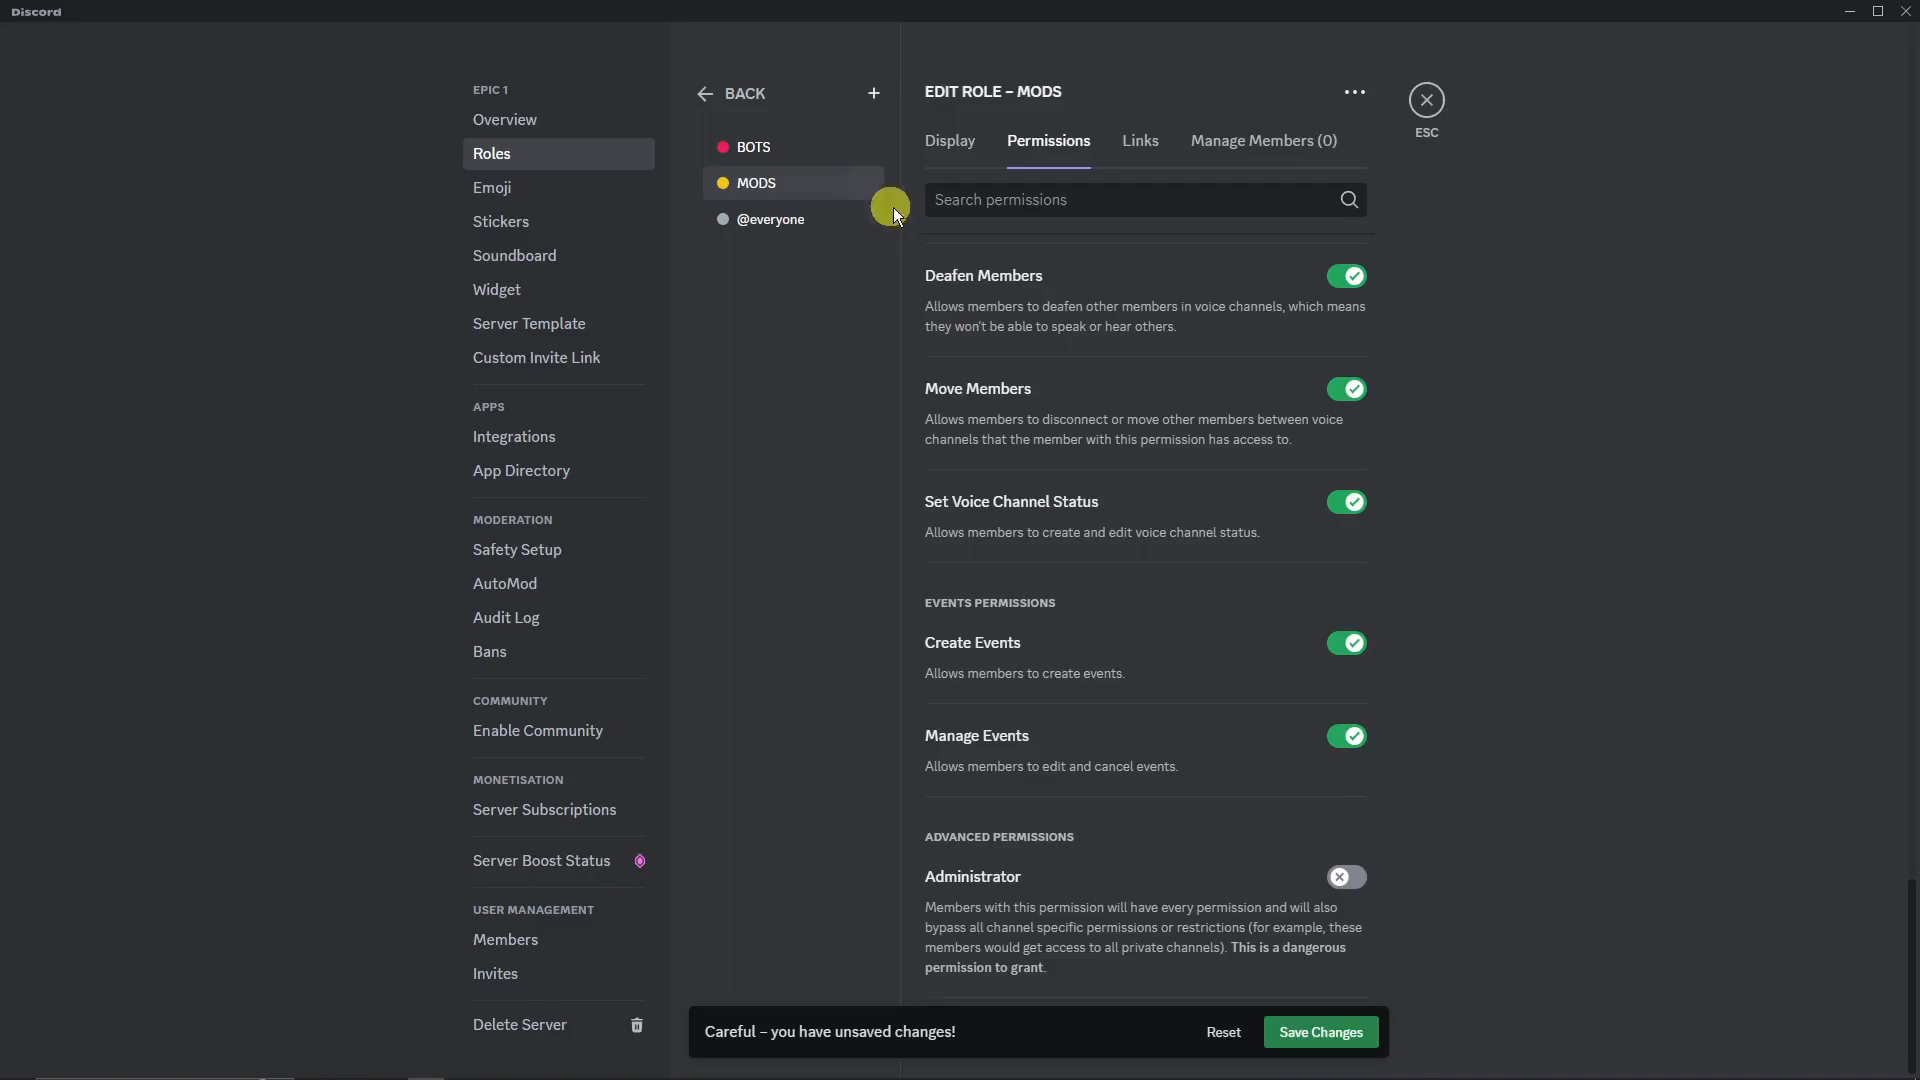 Discord
EPIC 1
Overview
Roles
Emoji
Stickers
Soundboard
Widget
Server Template
Custom Invite Link
APPS
Integrations
App Directory
MODERATION
Safety Setup
AutoMod
Audit Log
Bans
COMMUNITY
Enable Community
MONETISATION
Server Subscriptions
Server Boost Status
USER MANAGEMENT
Members
Invites
Delete Server
BACK
BOTS
MODS
@everyone
EDIT ROLE – MODS
Display Permissions Links Manage Members (0)
Search permissions
Deafen Members
Allows members to deafen other members in voice channels, which means
they won't be able to speak or hear others.
Move Members
Allows members to disconnect or move other members between voice
channels that the member with this permission has access to.
Set Voice Channel Status
Allows members to create and edit voice channel status.
EVENTS PERMISSIONS
Create Events
Allows members to create events.
Manage Events
Allows members to edit and cancel events.
ADVANCED PERMISSIONS
Administrator
Members with this permission will have every permission and will also
bypass all channel specific permissions or restrictions (for example, these
members would get access to all private channels). This is a dangerous
permission to grant.
Careful – you have unsaved changes! Reset Save Changes
ESC